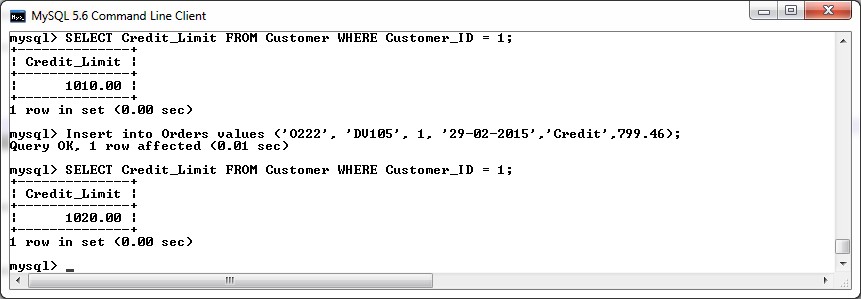 MySQL 5.6 Command Line Client
mysql> SELECT Credit_Limit FROM Customer WHERE Customer_ID = 1;
+--------------+
| Credit_Limit |
+--------------+
|      1010.00 |
+--------------+
1 row in set (0.00 sec)
mysql> Insert into Orders values ('O222', 'DV105', 1, '29-02-2015','Credit',799.46);
Query OK, 1 row affected (0.01 sec)
mysql> SELECT Credit_Limit FROM Customer WHERE Customer_ID = 1;
+--------------+
| Credit_Limit |
+--------------+
|      1020.00 |
+--------------+
1 row in set (0.00 sec)
mysql> _